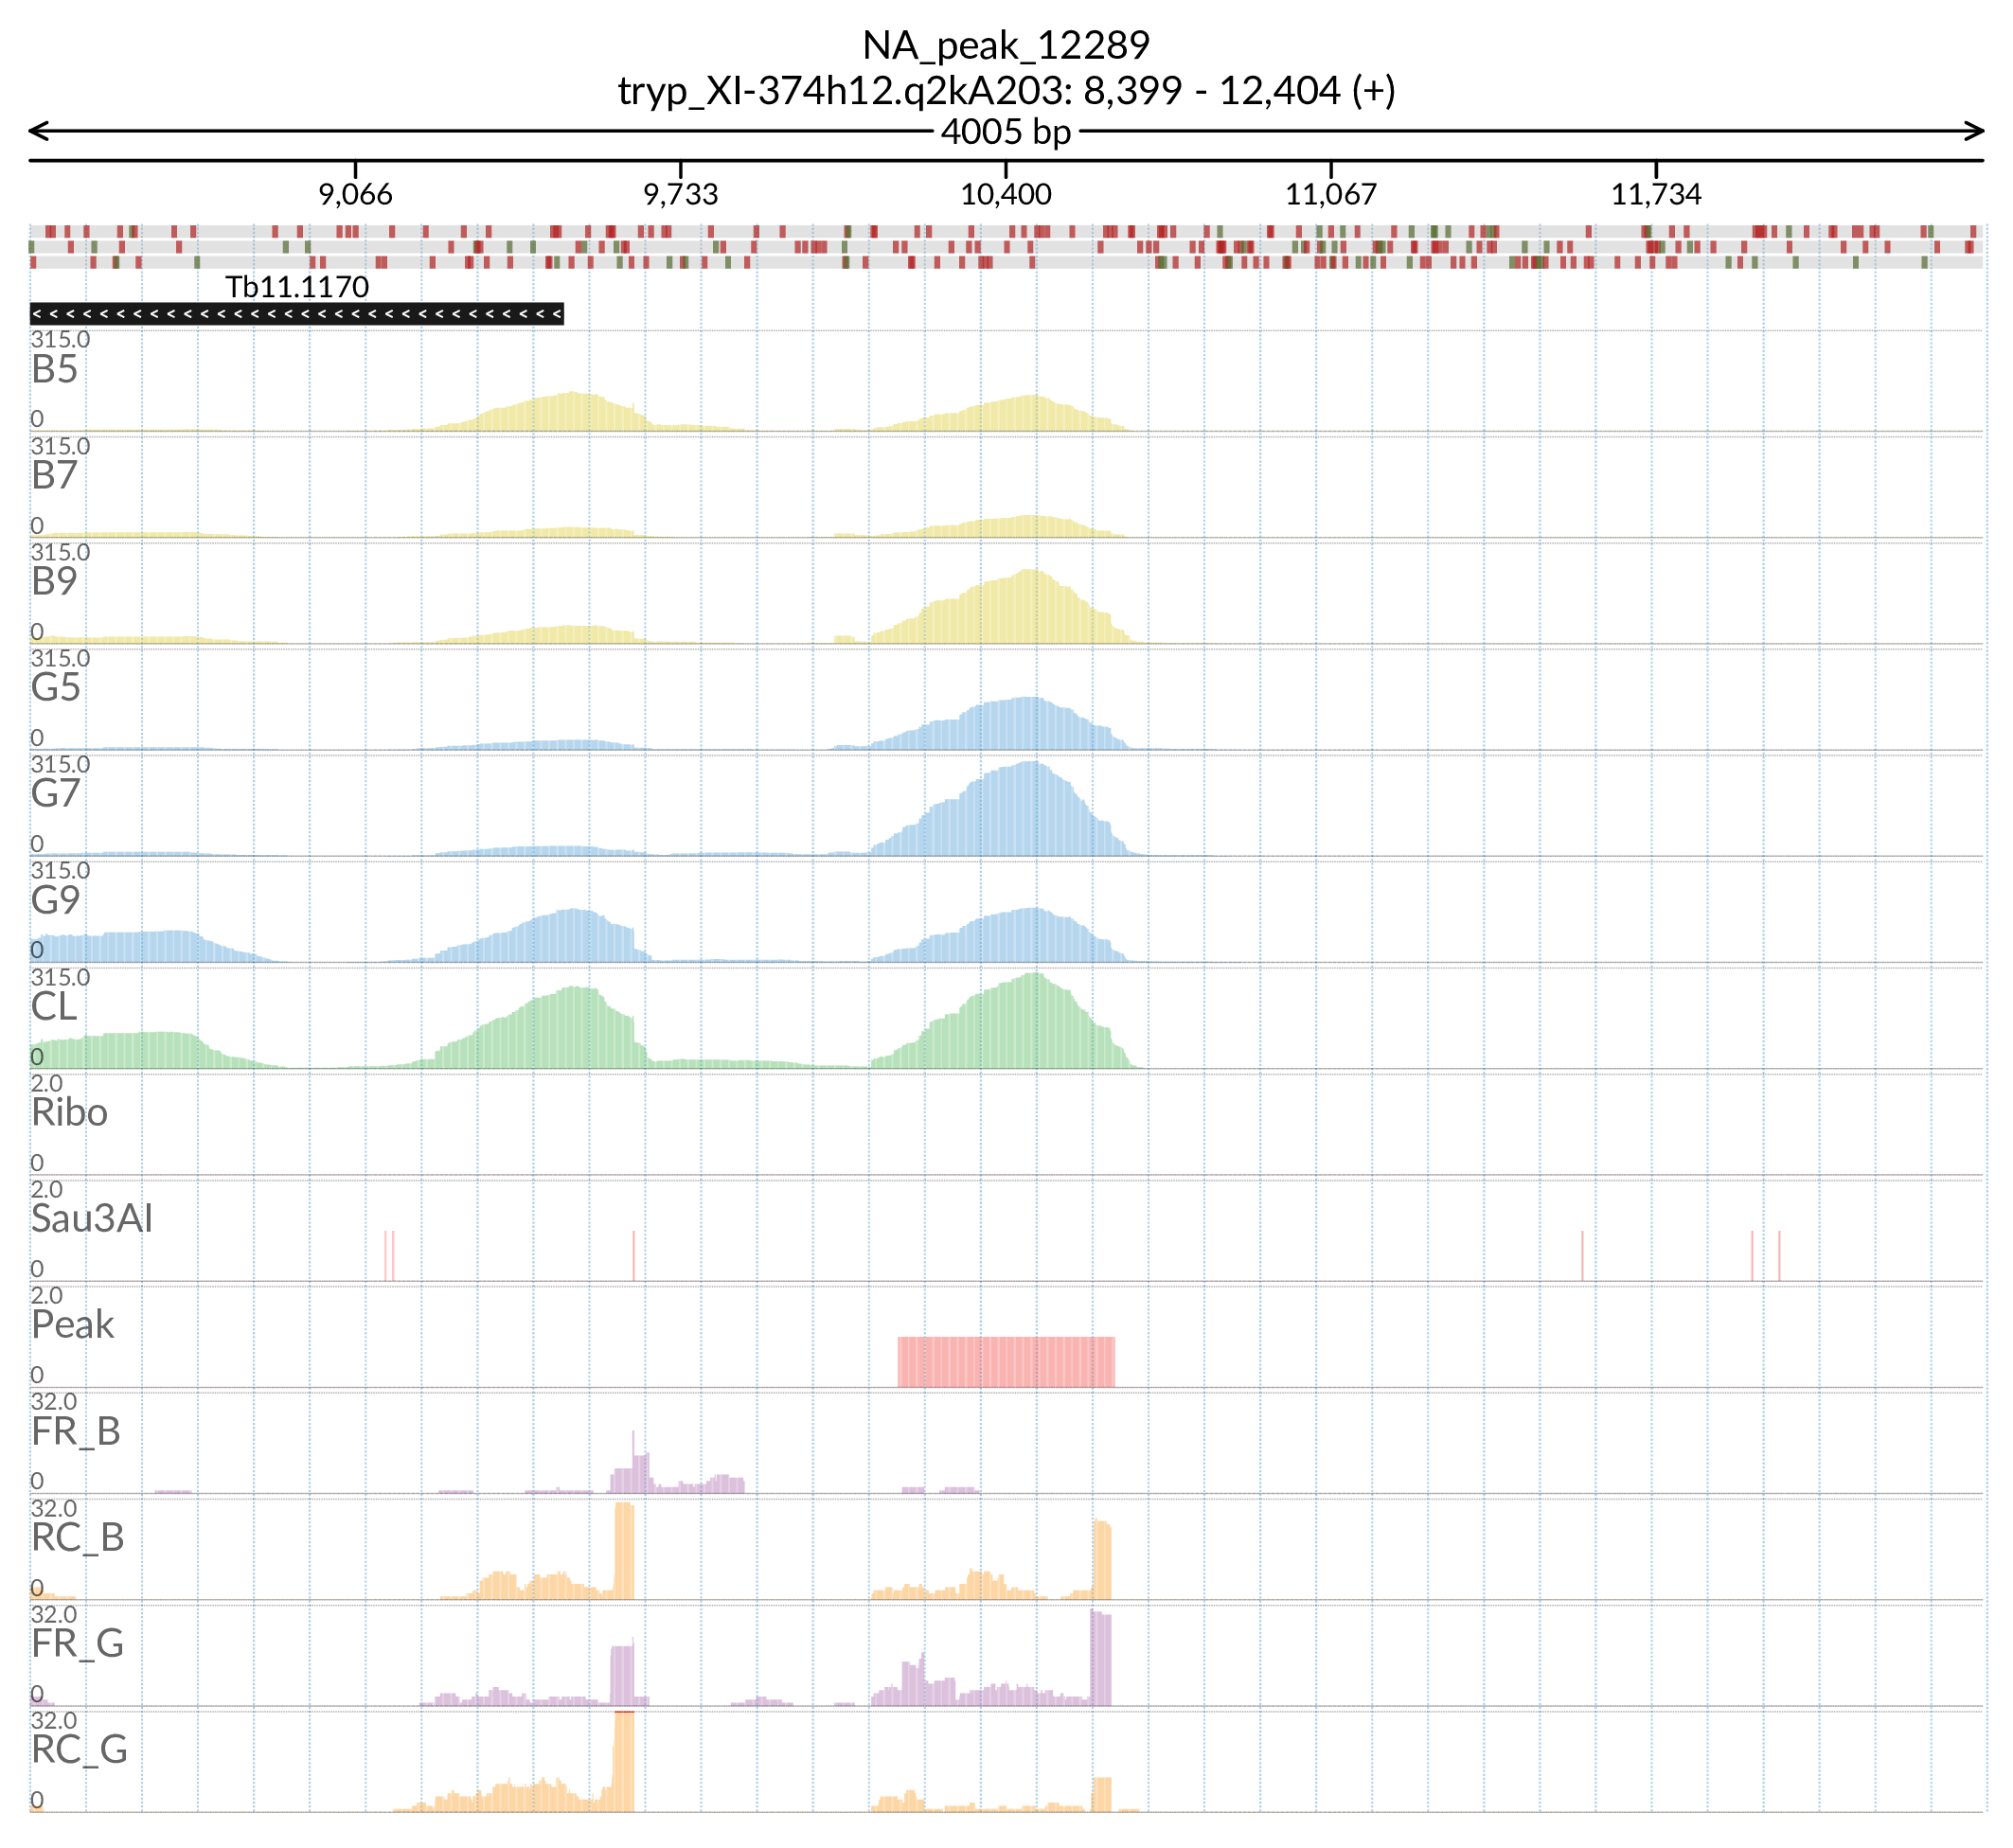 NA_peak_12289
tryp_XI-374h12.q2kA203: 8,399 - 12,404 (+)
4005 bp
9,066 9,733 10,400 11,067 11,734
Tb11.1170
< < < < < < < < < < < < < < < < < < < < < < < < < < < < < < < <
315.0
B5
0
315.0
B7
0
315.0
B9
0
315.0
G5
0
315.0
G7
0
315.0
G9
0
315.0
CL
0
2.0
Ribo
0
2.0
Sau3AI
0
2.0
Peak
0
32.0
FR_B
0
32.0
RC_B
0
32.0
FR_G
0
32.0
RC_G
0